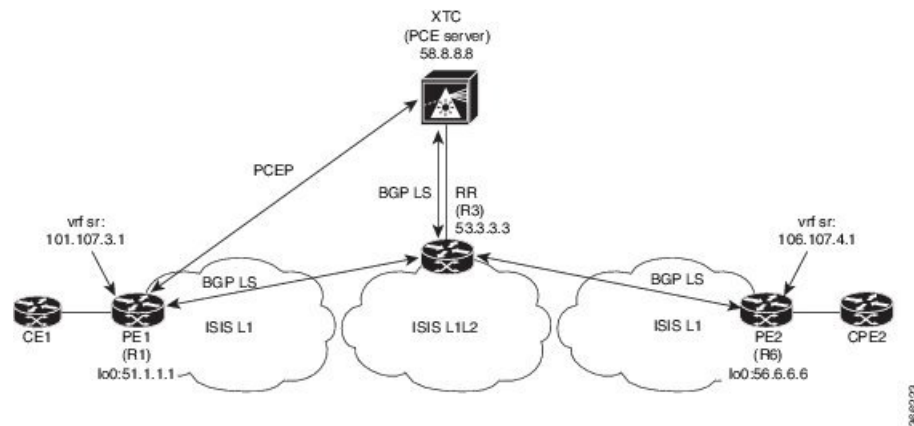 XTC
(PCE server)
58.8.8.8
PCEP
BGP LS
RR
(R3)
53.3.3.3
vrf sr:
101.107.3.1
vrf sr:
106.107.4.1
BGP LS
BGP LS
ISIS L1
ISIS L1L2
ISIS L1
CE1
PE1
(R1)
lo0:51.1.1.1
PE2
(R6)
lo0:56.6.6.6
CPE2